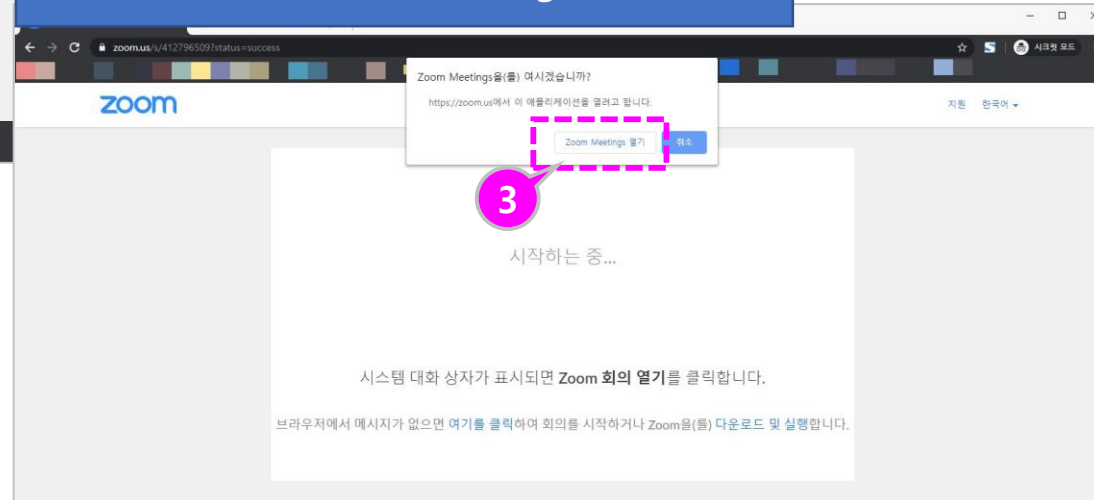 zoom.us/s/412796509?status=success
시크릿 모드
Zoom Meetings을(를) 여시겠습니까?
https://zoom.us에서 이 애플리케이션을 열려고 합니다.
Zoom Meetings 열기
취소
zoom
지원 한국어
3
시작하는 중...
시스템 대화 상자가 표시되면 Zoom 회의 열기를 클릭합니다.
브라우저에서 메시지가 없으면 여기를 클릭하여 회의를 시작하거나 Zoom을(를) 다운로드 및 실행합니다.